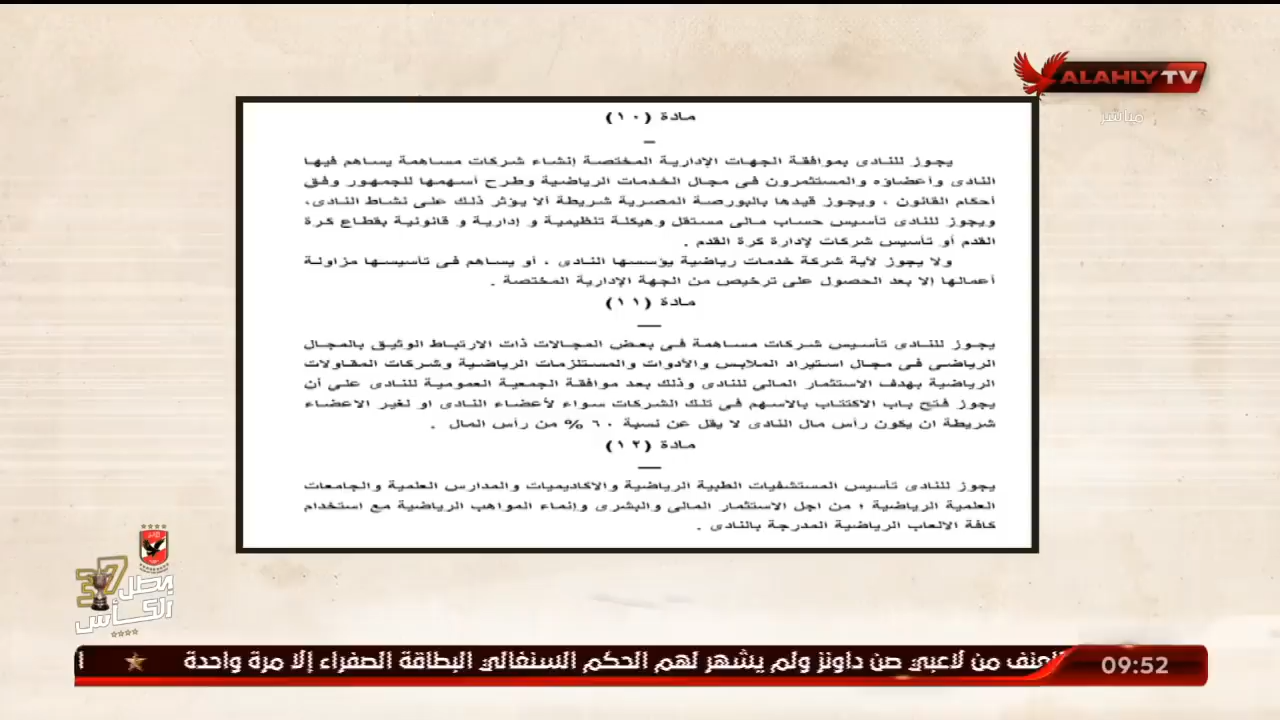 ALAHLY TV
مباشر
مادة (١٠)
يجوز للنادى بموافقة الجهات الإدارية المختصة إنشاء شركات مساهمة يساهم فيها
النادى وأعضاؤه والمستثمرون فى مجال الخدمات الرياضية وطرح أسهمها للجمهور وفق
أحكام القانون ، ويجوز قيدها بالبورصة المصرية شريطة ألا يؤثر ذلك على نشاط النادى،
ويجوز للنادى تأسيس حساب مالى مستقل وهيكلة تنظيمية و إدارية و قانونية بقطاع كرة
القدم أو تأسيس شركات لإدارة كرة القدم .
ولا يجوز لأية شركة خدمات رياضية يؤسسها النادى ، أو يساهم فى تأسيسها مزاولة
أعمالها إلا بعد الحصول على ترخيص من الجهة الإدارية المختصة .
مادة (١١)
يجوز للنادى تأسيس شركات مساهمة فى بعض المجالات ذات الارتباط الوثيق بالمجال
الرياضى فى مجال استيراد الملابس والأدوات والمستلزمات الرياضية وشركات المقاولات
الرياضية بهدف الاستثمار المالى للنادى وذلك بعد موافقة الجمعية العمومية للنادى على أن
يجوز فتح باب الاكتتاب بالاسهم فى تلك الشركات سواء لأعضاء النادى او لغير الاعضاء
شريطة ان يكون رأس مال النادى لا يقل عن نسبة ٦٠ % من رأس المال .
مادة (١٢)
يجوز للنادى تأسيس المستشفيات الطبية الرياضية والاكاديميات والمدارس العلمية والجامعات
العلمية الرياضية ؛ من اجل الاستثمار المالى والبشرى وإنماء المواهب الرياضية مع استخدام
كافة الالعاب الرياضية المدرجة بالنادى .
37
بطل
الكأس
العنف من لاعبي صن داونز ولم يشهر لهم الحكم السنغالي البطاقة الصفراء إلا مرة واحدة
09:52